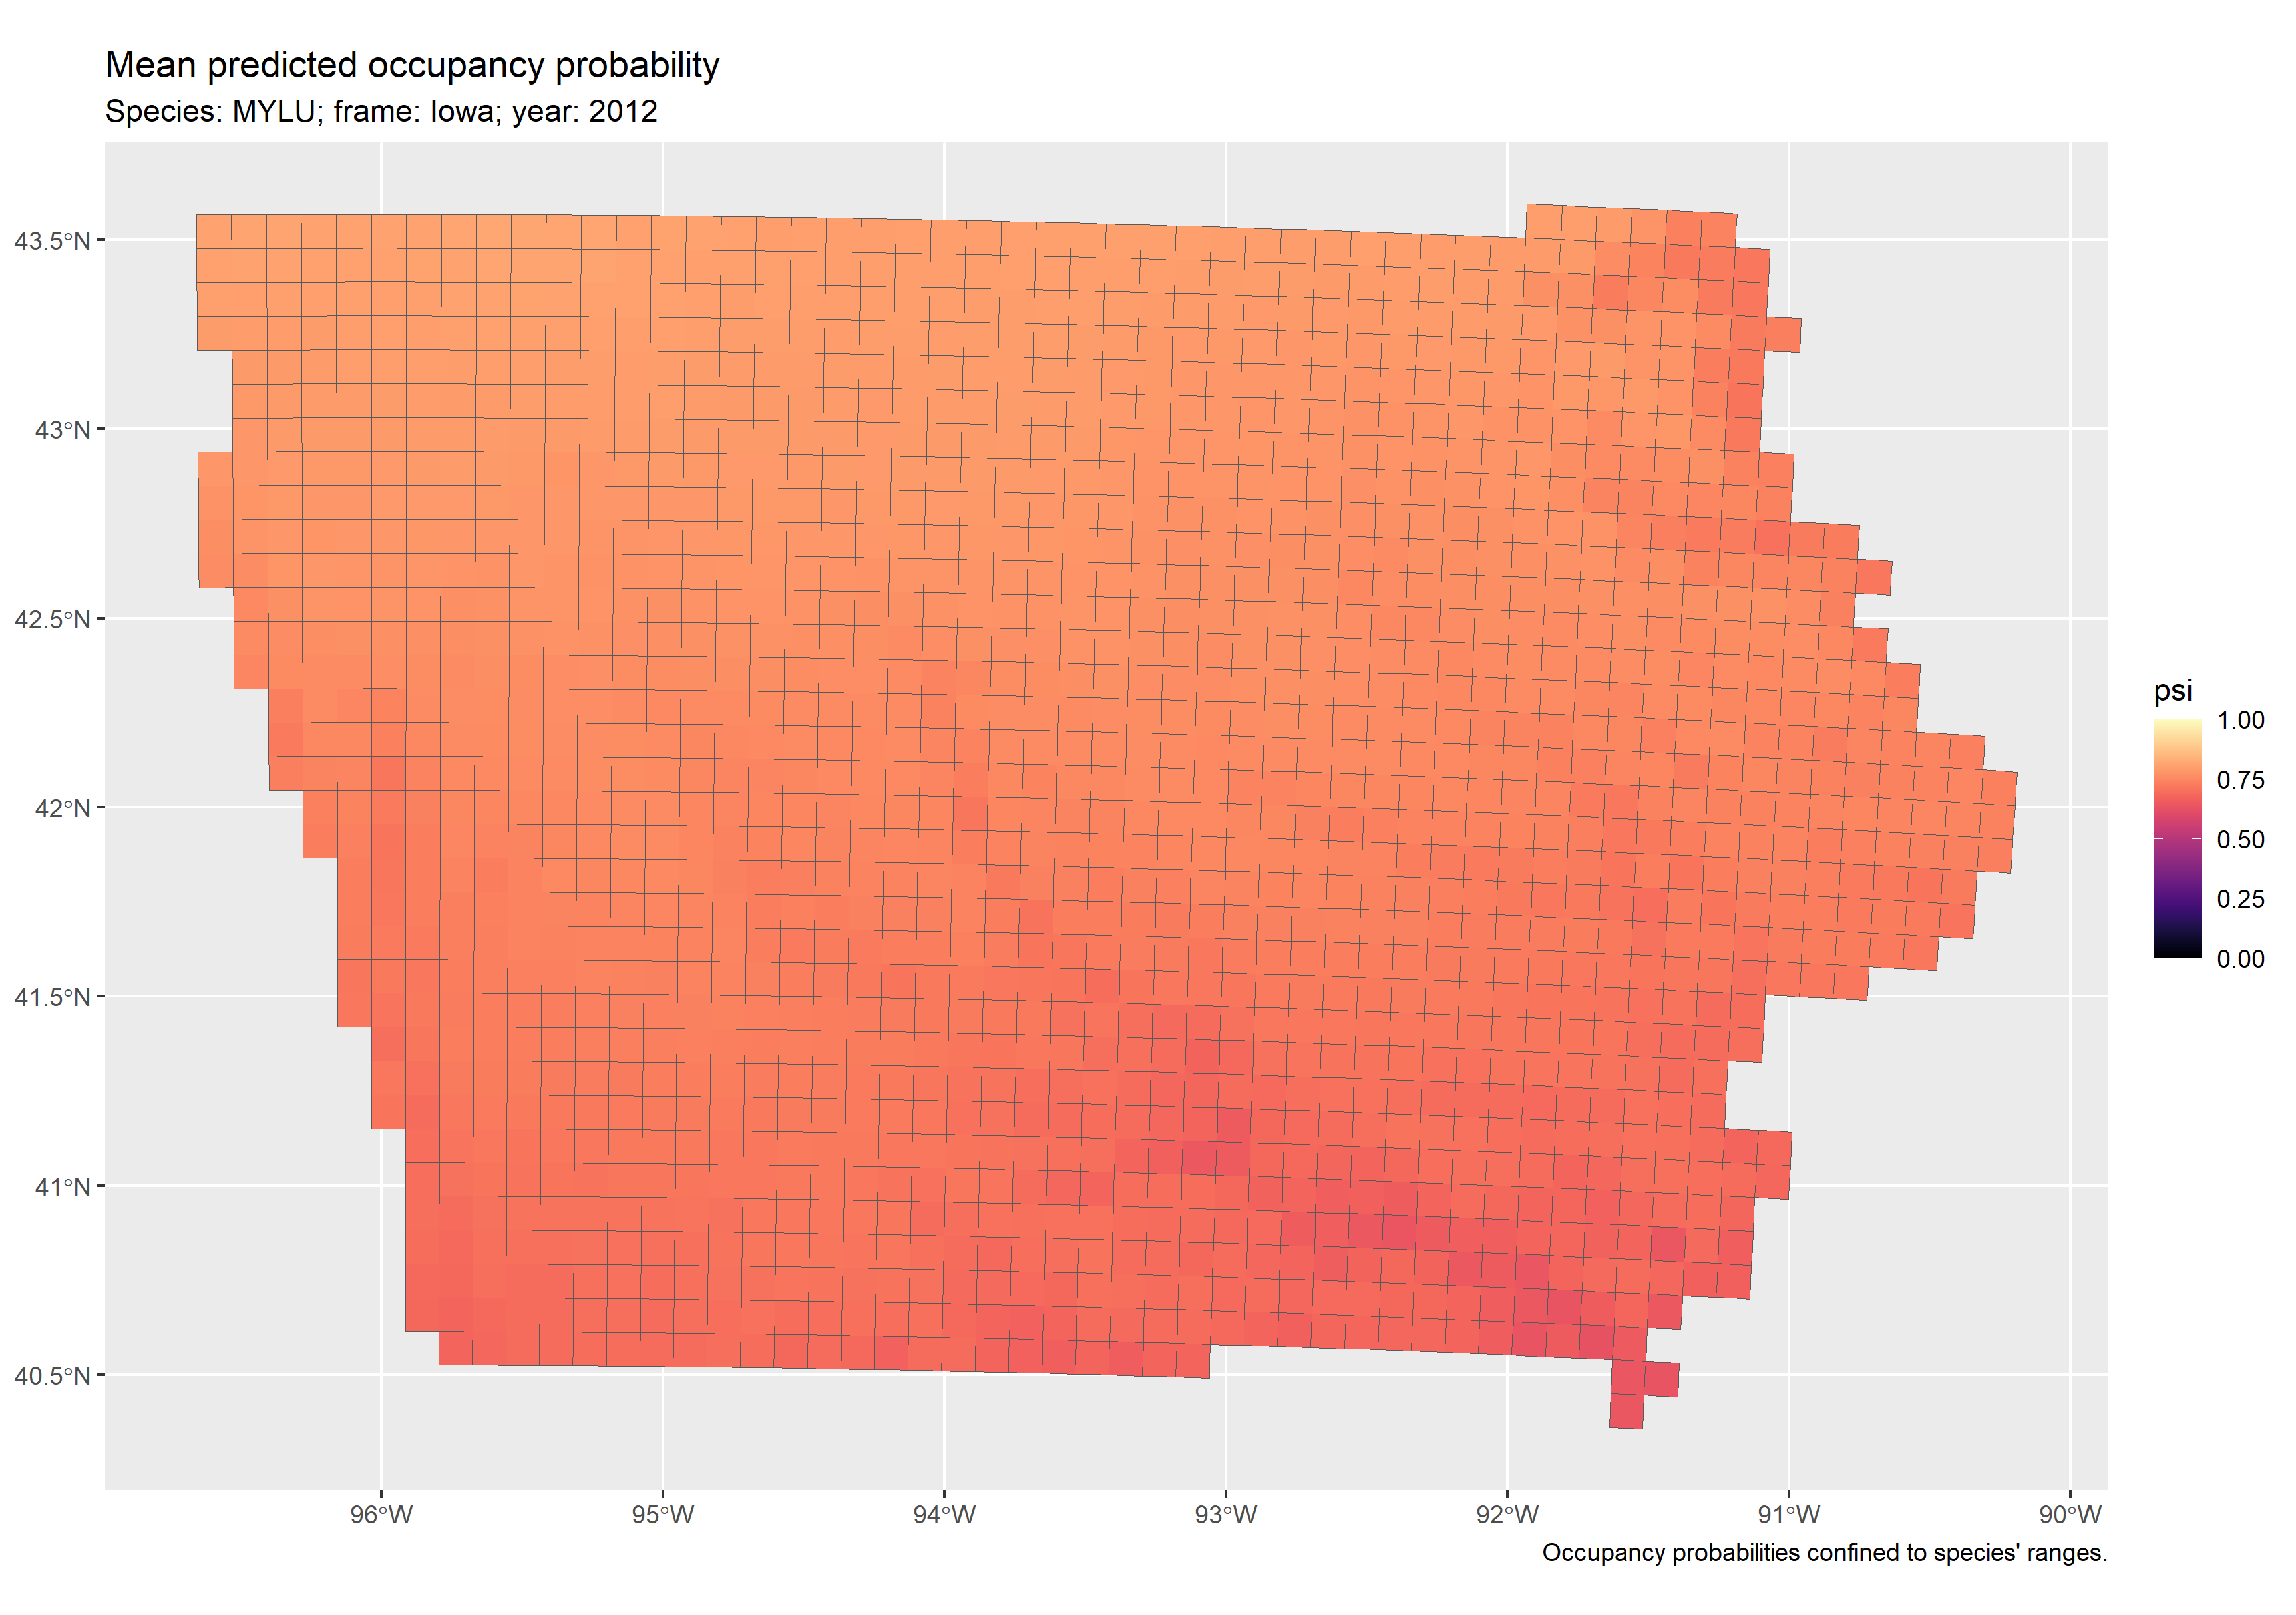 Mean predicted occupancy probability
Species: MYLU; frame: Iowa; year: 2012
43.5°N
43°N
42.5°N
42°N
41.5°N
41°N
40.5°N
96°W
95°W
94°W
93°W
92°W
91°W
90°W
psi
1.00
0.75
0.50
0.25
0.00
Occupancy probabilities confined to species' ranges.